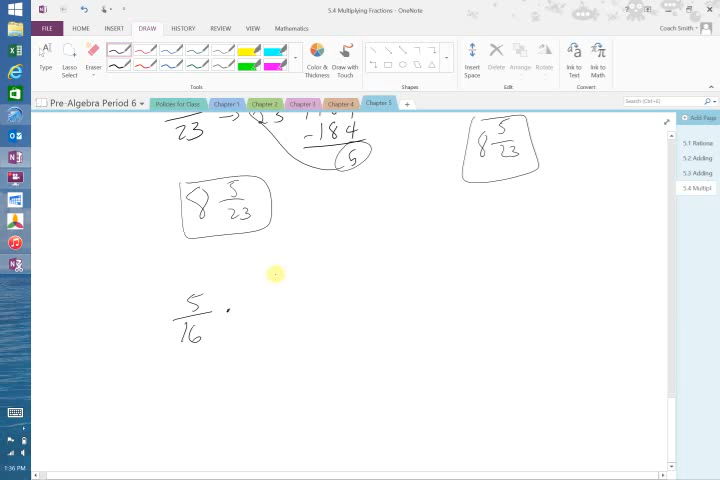 5.4 Multiplying Fractions - OneNote
Coach Smith
FILE HOME INSERT DRAW HISTORY REVIEW VIEW Mathematics
Type Lasso Select Eraser Color & Thickness Draw with Touch Shapes Insert Space Delete Arrange Rotate Ink to Text Ink to Math
Tools Shapes Edit Convert
Pre-Algebra Period 6 Policies for Class Chapter 1 Chapter 2 Chapter 3 Chapter 4 Chapter 5 + Search (Ctrl+E)
Add Page
5.1 Rationa
5.2 Adding
5.3 Adding
5.4 Multipl
23 → 23
-184
5
8 5/23
8 5/23
5/16 ·
1:36 PM